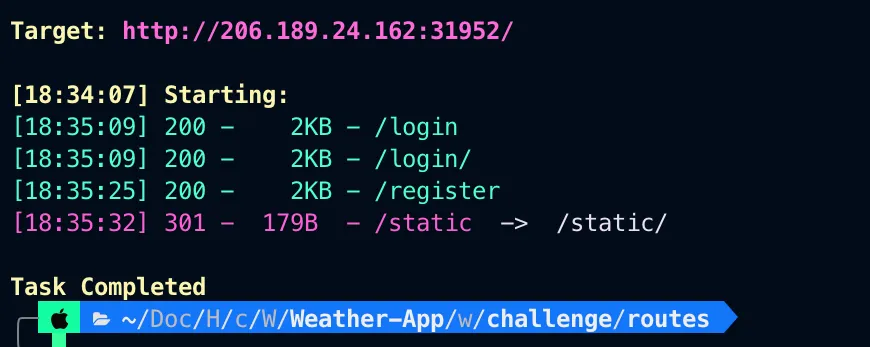 Target: http://206.189.24.162:31952/
[18:34:07] Starting:
[18:35:09] 200 -    2KB - /login
[18:35:09] 200 -    2KB - /login/
[18:35:25] 200 -    2KB - /register
[18:35:32] 301 -  179B  - /static  ->  /static/
Task Completed
~/Doc/H/c/W/Weather-App/w/challenge/routes